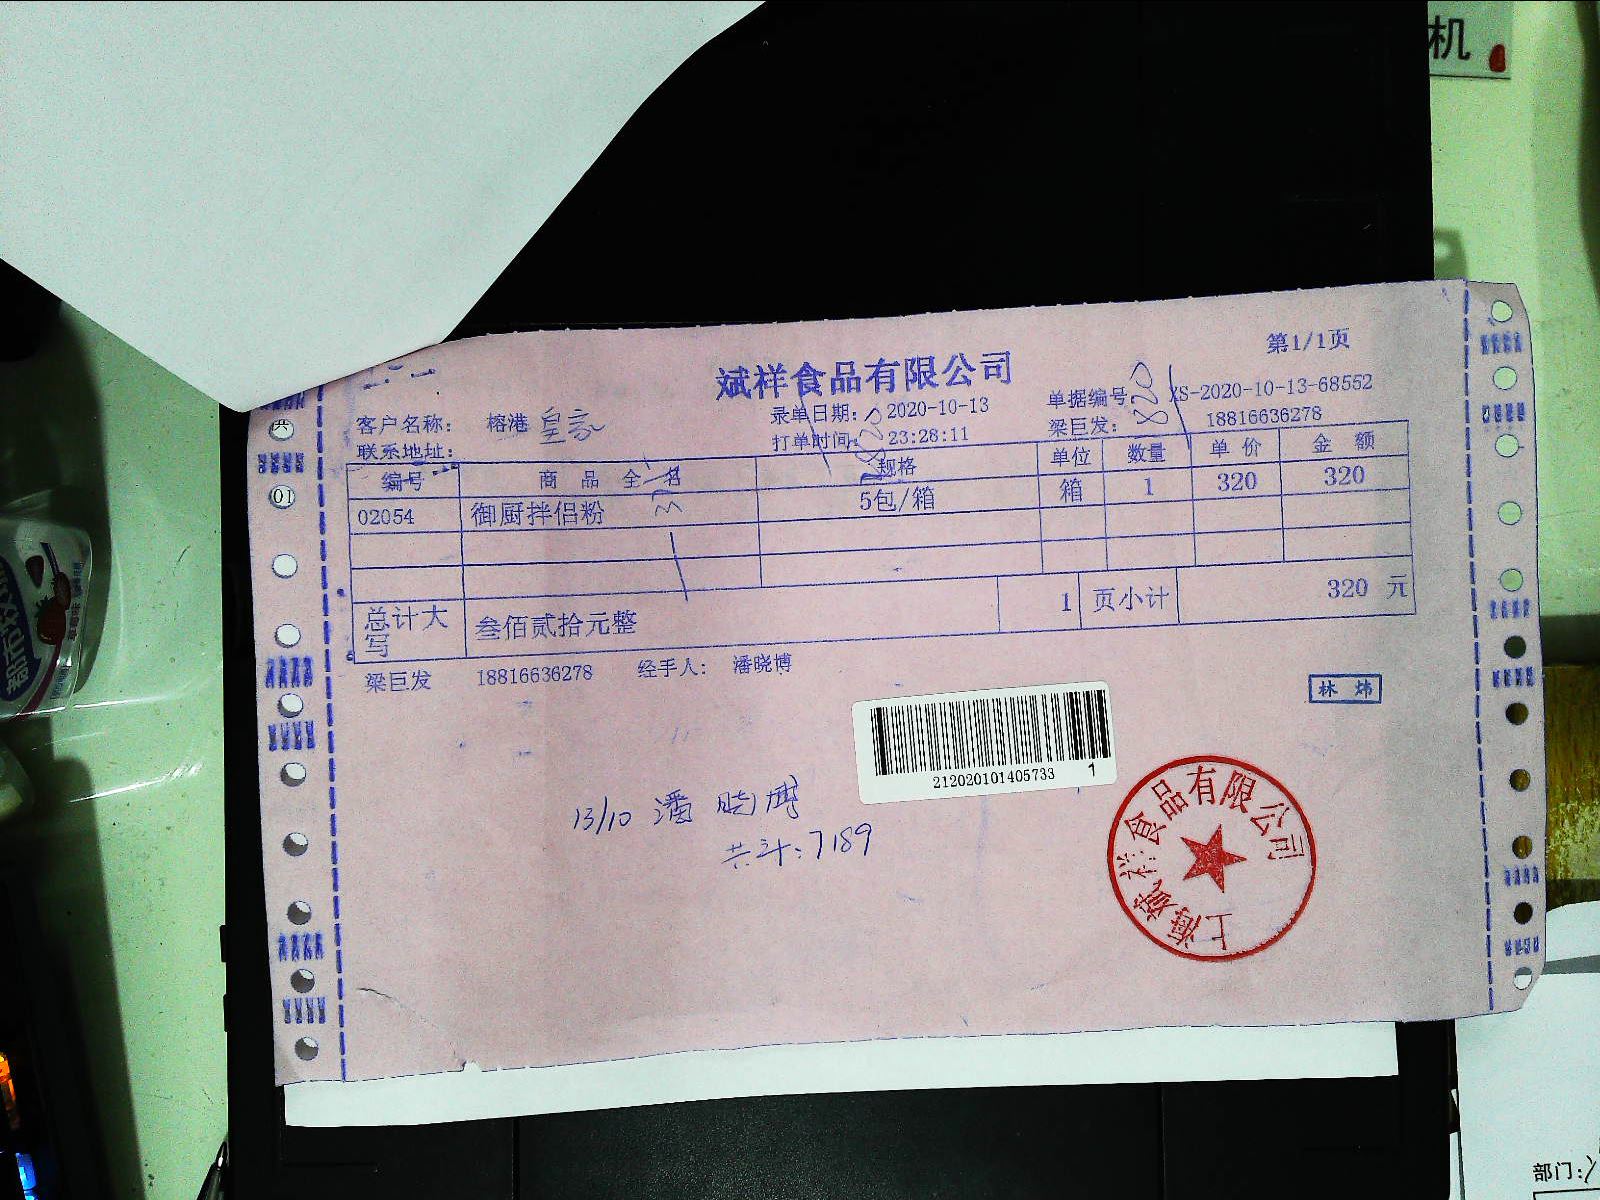 机
第1/1页
斌祥食品有限公司
客户名称: 榕港 皇家
录单日期: 2020-10-13
单据编号 XS-2020-10-13-68552
联系地址:
打单时间: 23:28:11
梁巨发: 18816636278
820
编号 商品全名 规格 单位 数量 单价 金额
02054 御厨拌侣粉 5包/箱 箱 1 320 320
总计大写 叁佰贰拾元整 1 页小计 320 元
梁巨发 18816636278 经手人: 潘晓博
林 炜
212020101405733 1
13/10 潘晓博
共计:7189
上海斌祥食品有限公司
共
01
部门: